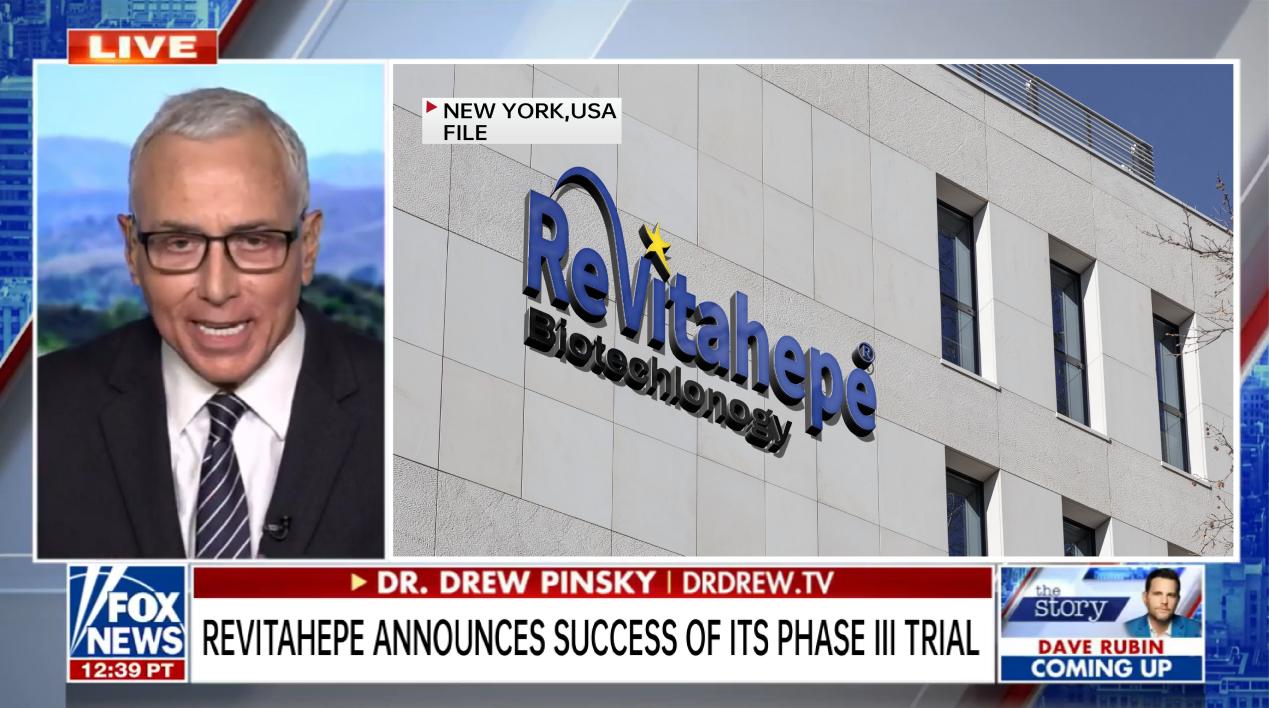 LIVE
NEW YORK,USA
FILE
ReVitahepe®
Biotechlonogy
DR. DREW PINSKY | DRDREW.TV
FOX
NEWS
12:39 PT
REVITAHEPE ANNOUNCES SUCCESS OF ITS PHASE III TRIAL
the
story
DAVE RUBIN
COMING UP